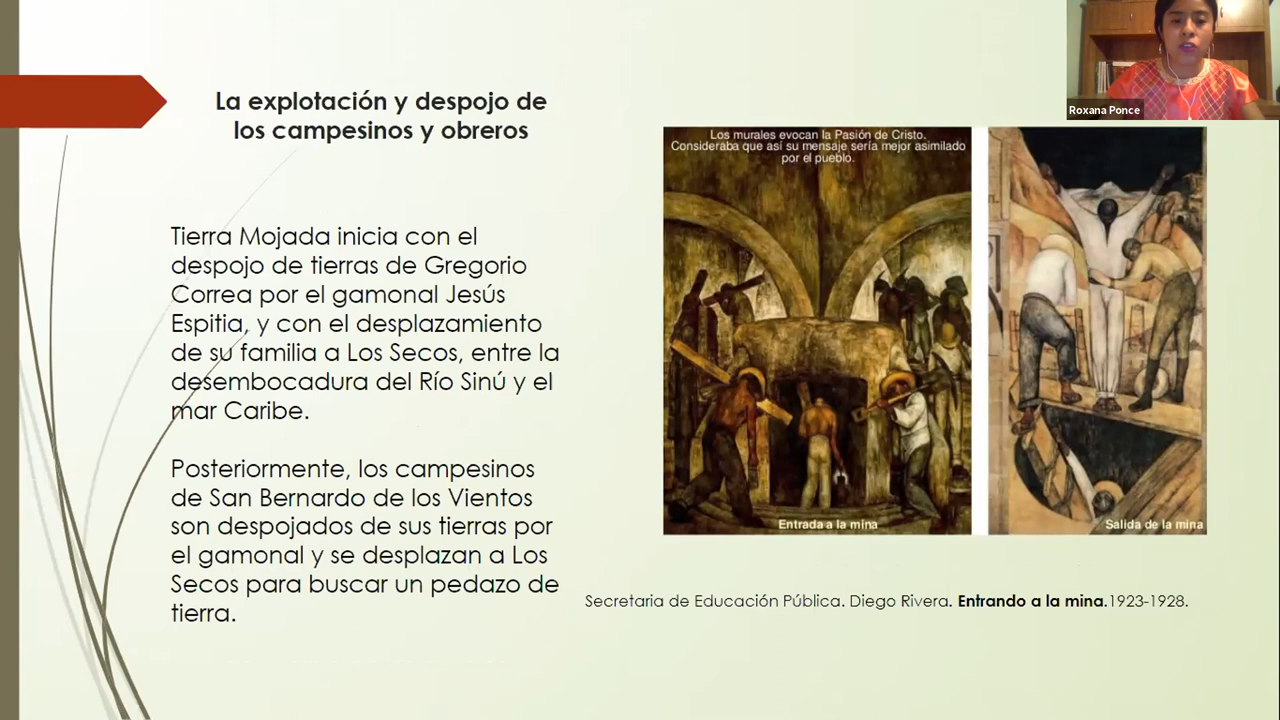 La explotación y despojo de
los campesinos y obreros
Tierra Mojada inicia con el
despojo de tierras de Gregorio
Correa por el gamonal Jesús
Espitia, y con el desplazamiento
de su familia a Los Secos, entre la
desembocadura del Río Sinú y el
mar Caribe.
Posteriormente, los campesinos
de San Bernardo de los Vientos
son despojados de sus tierras por
el gamonal y se desplazan a Los
Secos para buscar un pedazo de
tierra.
Roxana Ponce
Los murales evocan la Pasión de Cristo.
Consideraba que así su mensaje sería mejor asimilado
por el pueblo.
Entrada a la mina
Salida de la mina
Secretaria de Educación Pública. Diego Rivera. Entrando a la mina.1923-1928.